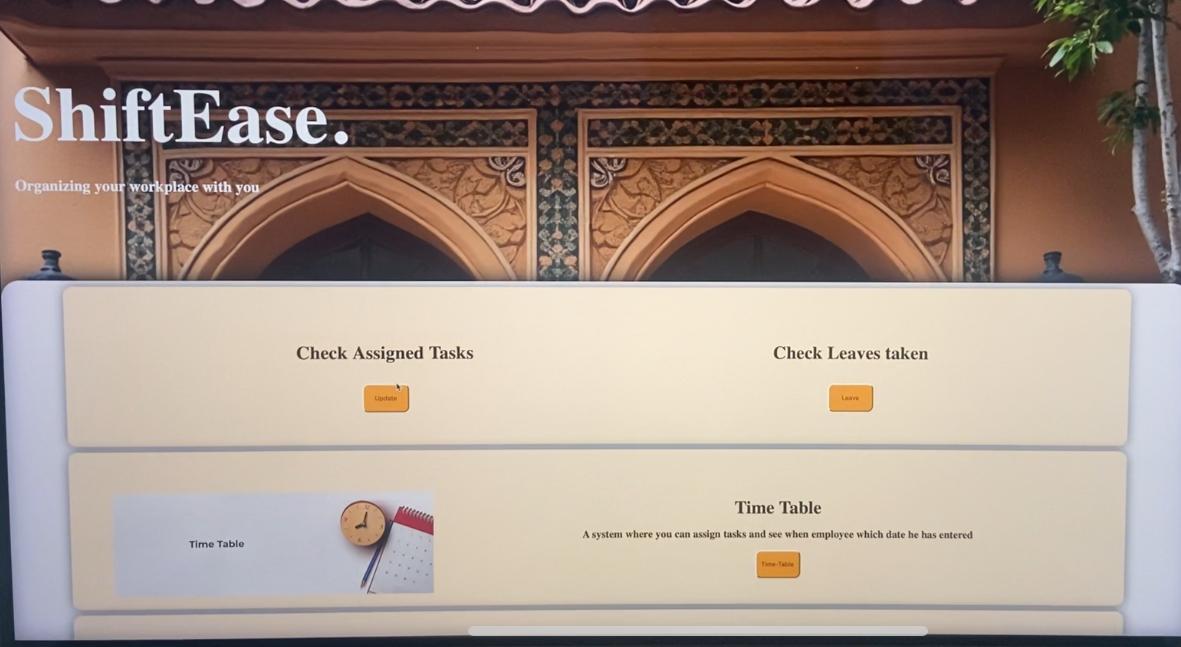 ShiftEase.
Organizing your workplace with you
Check Assigned Tasks
Check Leaves taken
Update
Leave
Time Table
Time Table
A system where you can assign tasks and see when employee which date he has entered
Time-Table